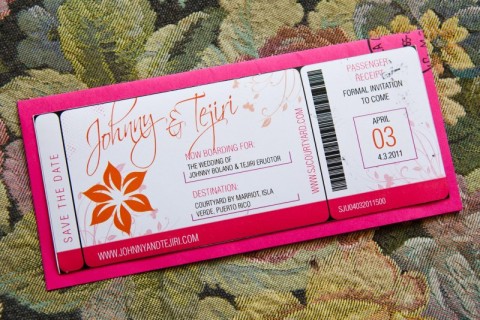 SAVE THE DATE
Johnny & Tejiri
NOW BOARDING FOR:
THE WEDDING OF
JOHNNY BOLANO & TEJIRI ERUOTOR
DESTINATION:
COURTYARD BY MARRIOT, ISLA
VERDE, PUERTO RICO
WWW.JOHNNYANDTEJIRI.COM
WWW.SJCOURTYARD.COM
PASSENGER
RECEIPT
FORMAL INVITATION
TO COME
APRIL
03
4.3.2011
SJU04032011500